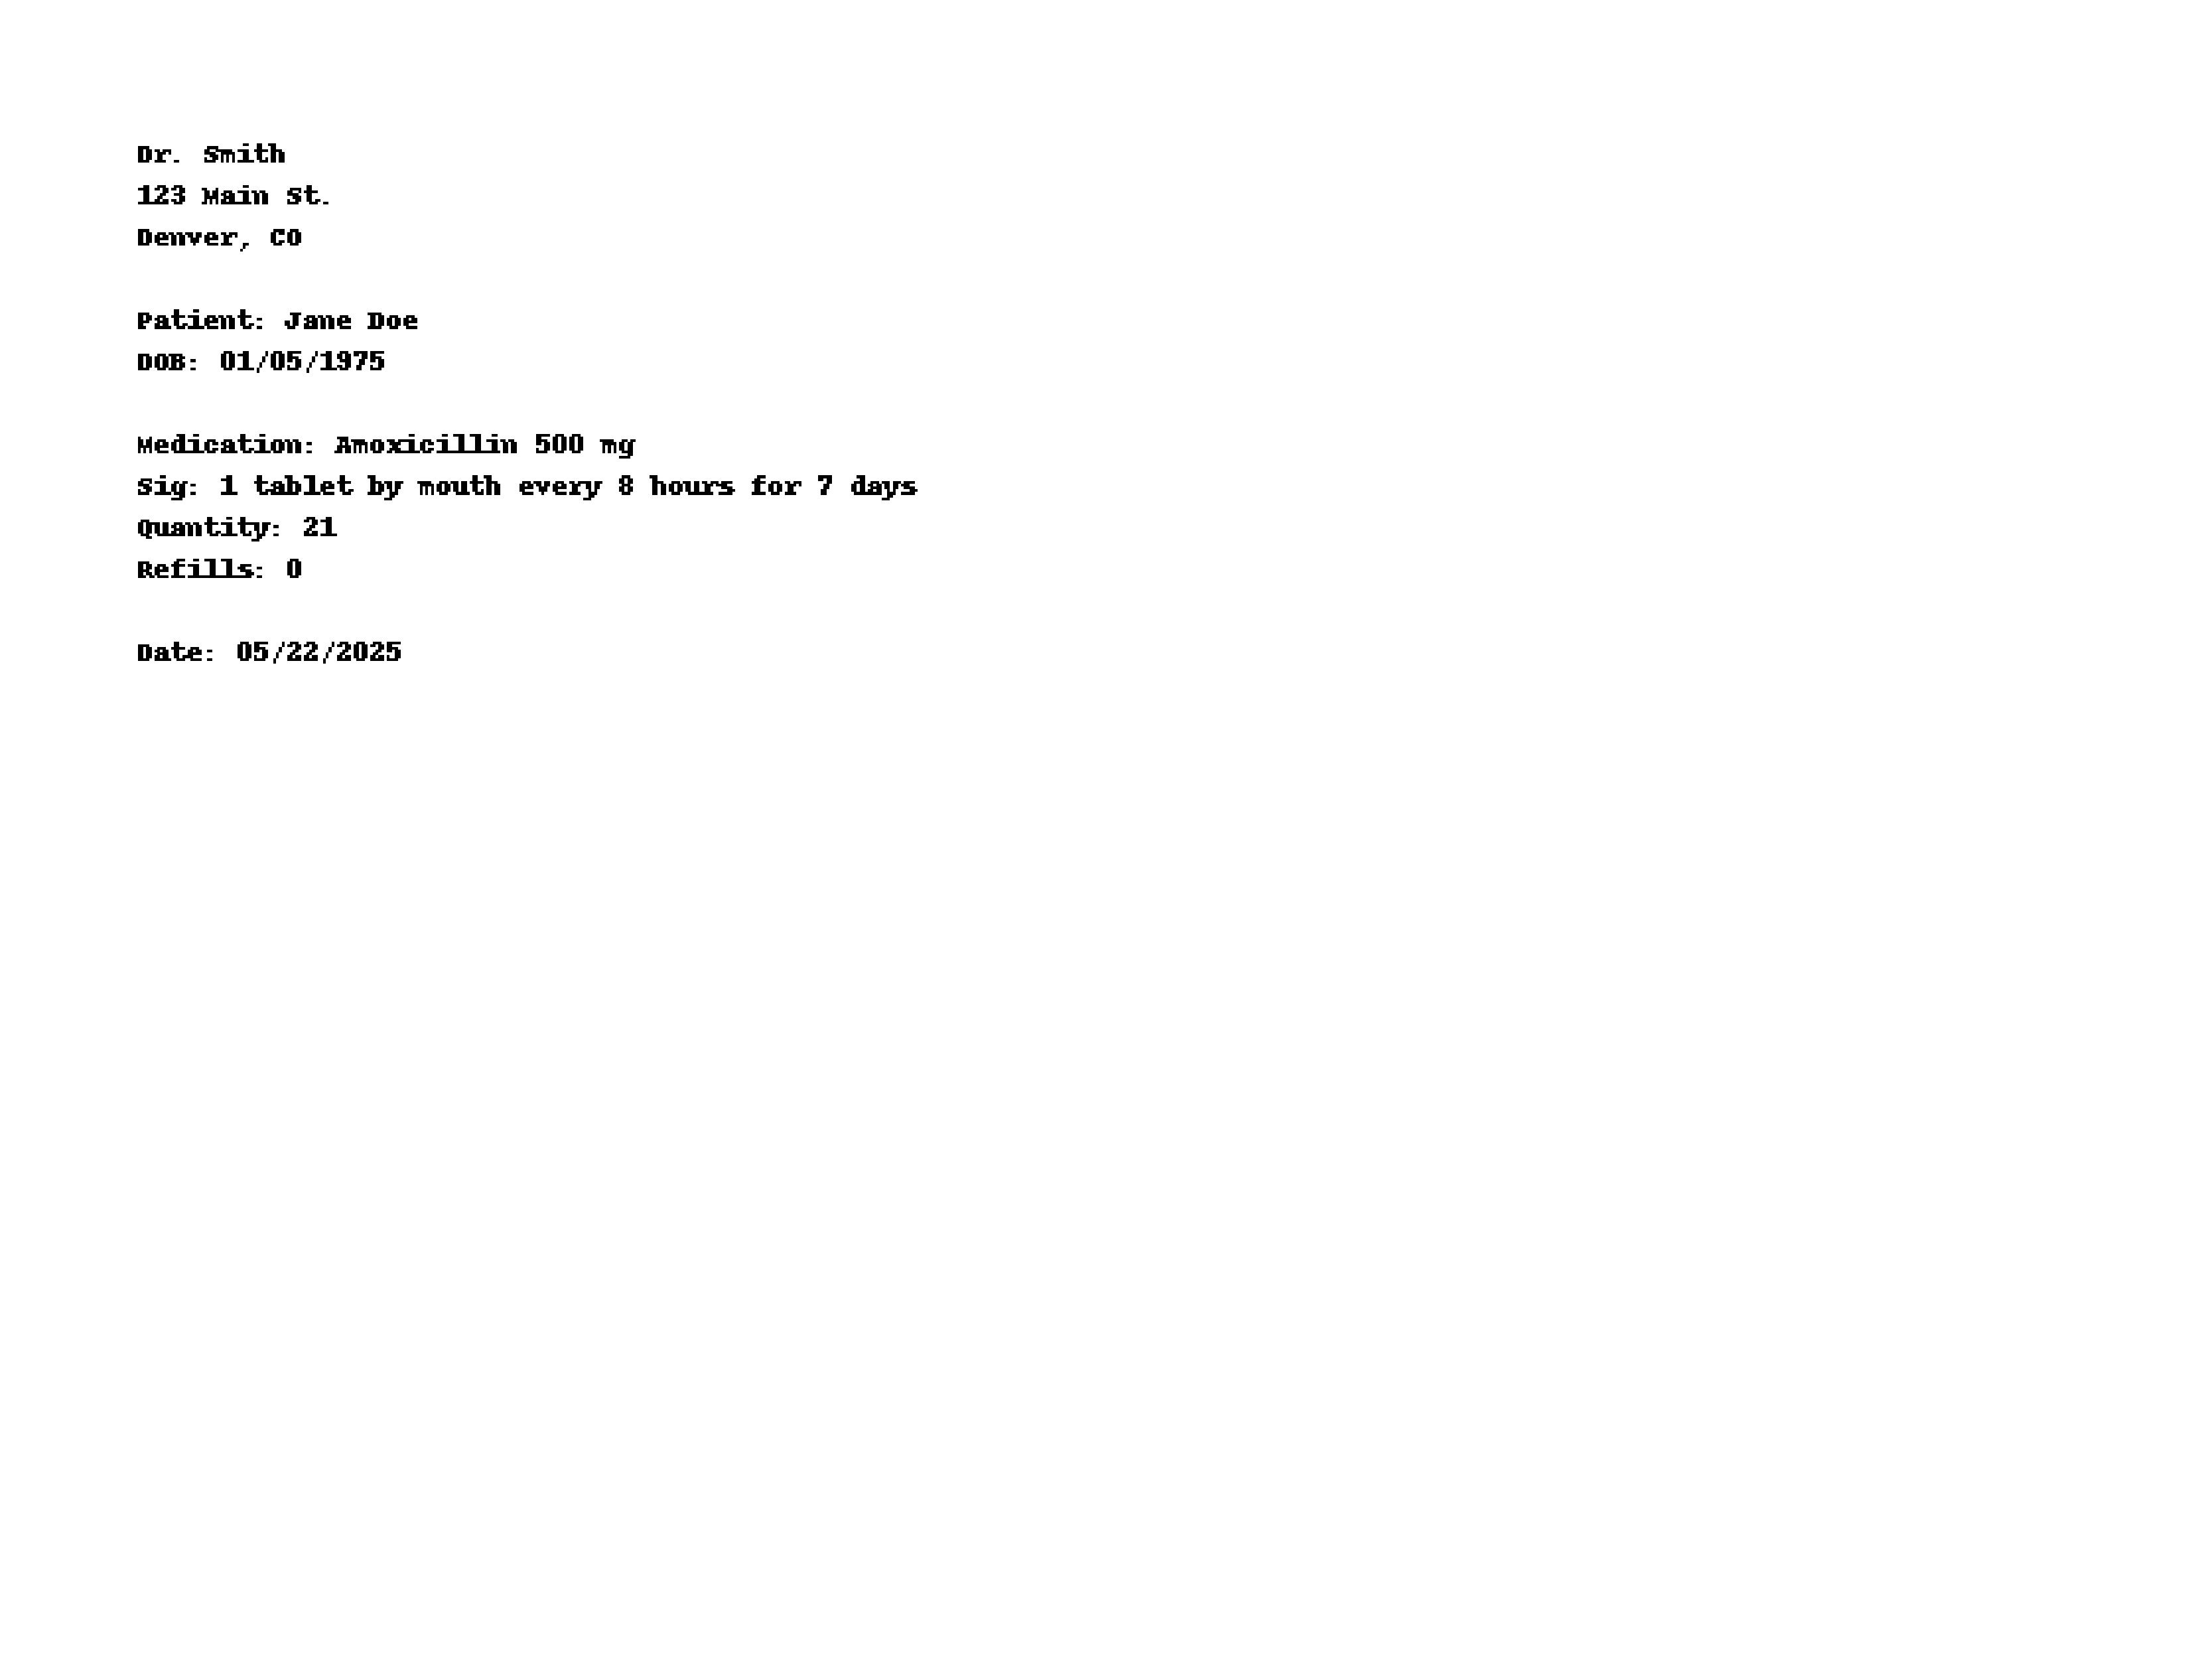 Dr. Smith
123 Main St.
Denver, CO
Patient: Jane Doe
DOB: 01/05/1975
Medication: Amoxicillin 500 mg
Sig: 1 tablet by mouth every 8 hours for 7 days
Quantity: 21
Refills: 0
Date: 05/22/2025